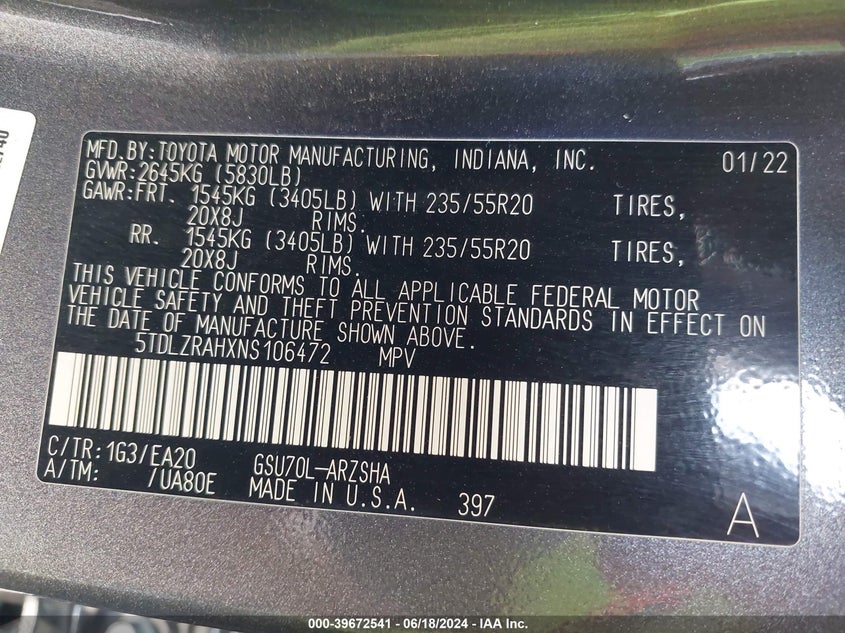 MFD.BY:TOYOTA MOTOR MANUFACTURING, INDIANA, INC. 01/22
GVWR:2645KG (5830LB)
GAWR:FRT. 1545KG (3405LB) WITH 235/55R20 TIRES,
20X8J RIMS.
RR. 1545KG (3405LB) WITH 235/55R20 TIRES,
20X8J RIMS.
THIS VEHICLE CONFORMS TO ALL APPLICABLE FEDERAL MOTOR
VEHICLE SAFETY AND THEFT PREVENTION STANDARDS IN EFFECT ON
THE DATE OF MANUFACTURE SHOWN ABOVE.
5TDLZRAHXNS106472 MPV
C/TR:1G3/EA20 GSU70L-ARZSHA
A/TM: /UA80E MADE IN U.S.A. 397 A
000-39672541 / 06/18/2024 - IAA Inc.